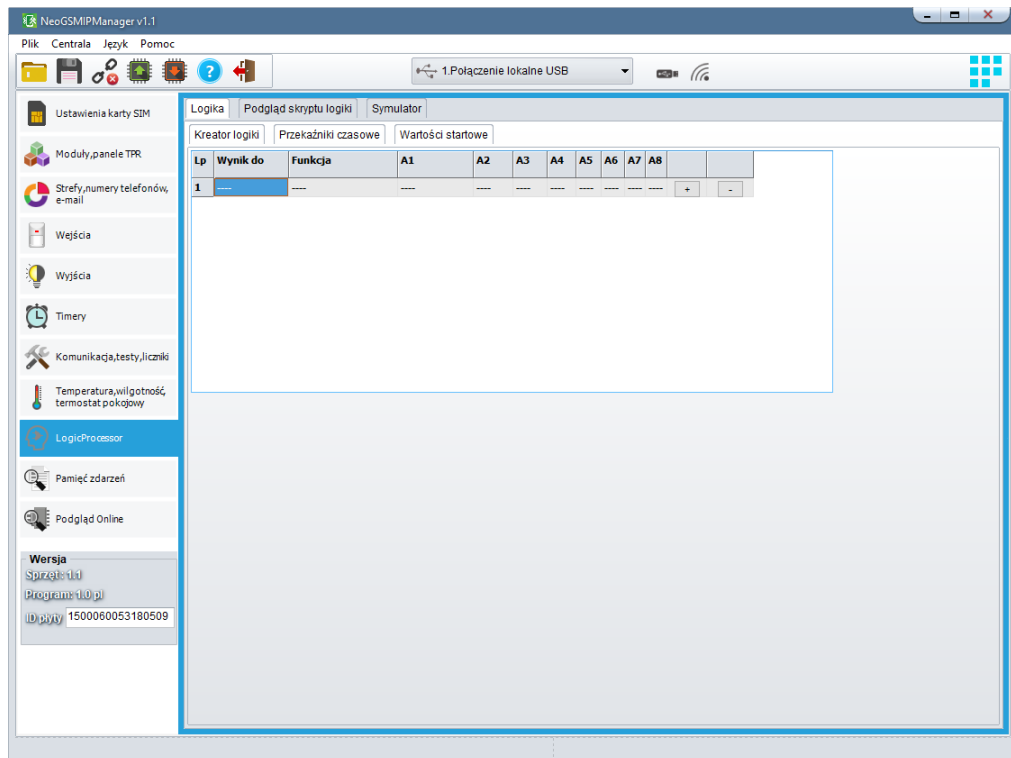 NeoGSMIPManager v1.1
Plik Centrala Język Pomoc
1.Połączenie lokalne USB
Ustawienia karty SIM
Moduły,panele TPR
Strefy,numery telefonów,
e-mail
Wejścia
Wyjścia
Timery
Komunikacja,testy,liczniki
Temperatura,wilgotność,
termostat pokojowy
LogicProcessor
Pamięć zdarzeń
Podgląd Online
Wersja
Sprzęt: 1.1
Program: 1.0 pl
ID płyty 1500060053180509
Logika Podgląd skryptu logiki Symulator
Kreator logiki Przekaźniki czasowe Wartości startowe
Lp Wynik do Funkcja A1 A2 A3 A4 A5 A6 A7 A8
1 ---- ---- ---- ---- ---- ---- ---- ---- ---- ---- + -